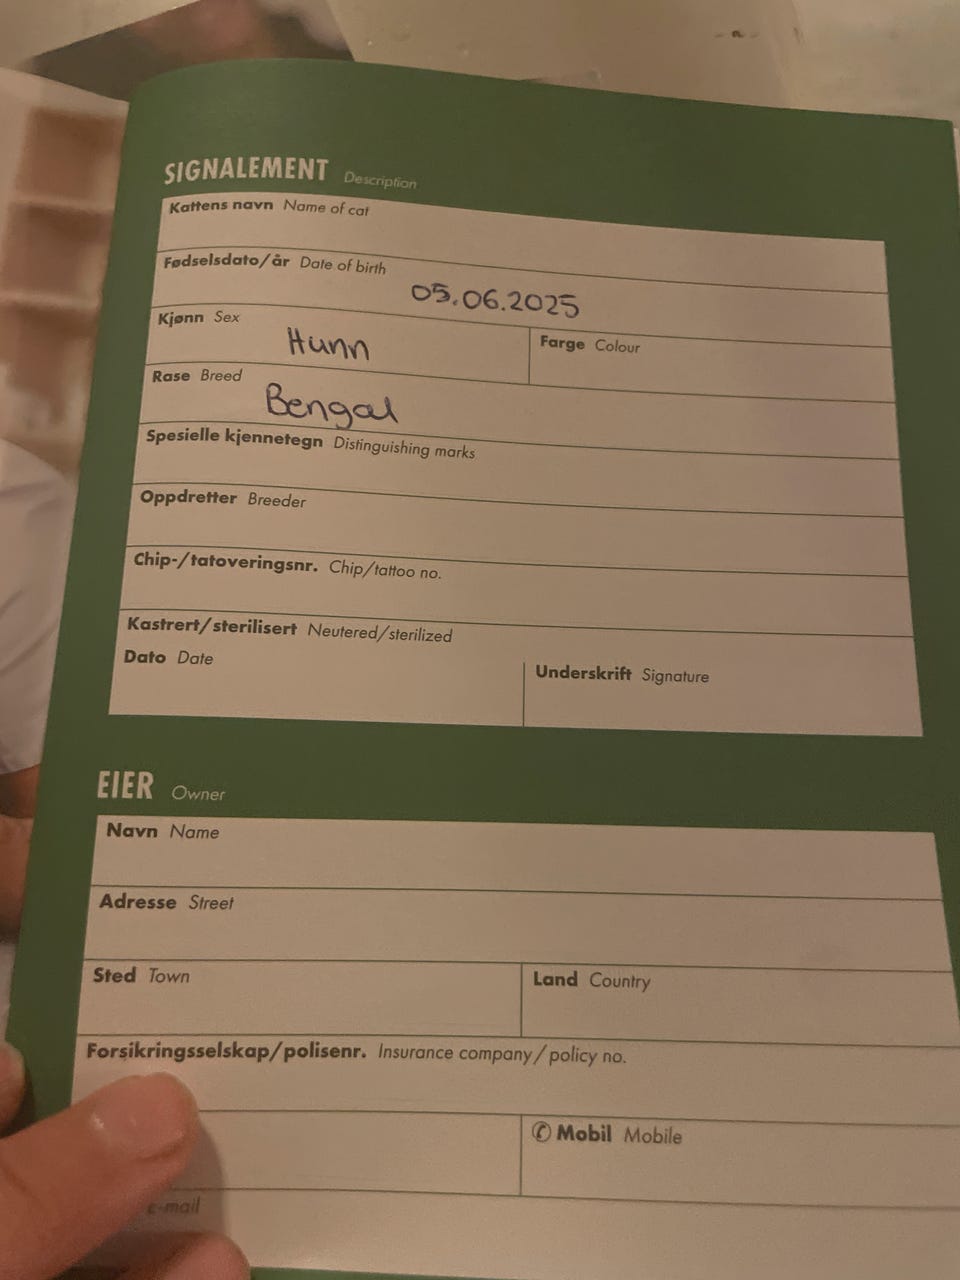 SIGNALEMENT Description
Kattens navn Name of cat
Fødselsdato/år Date of birth
05.06.2025
Kjønn Sex
Hunn
Farge Colour
Rase Breed
Bengal
Spesielle kjennetegn Distinguishing marks
Oppdretter Breeder
Chip-/tatoveringsnr. Chip/tattoo no.
Kastrert/sterilisert Neutered/sterilized
Dato Date
Underskrift Signature
EIER Owner
Navn Name
Adresse Street
Sted Town
Land Country
Forsikringsselskap/polisenr. Insurance company/policy no.
✆ Mobil Mobile
e-mail